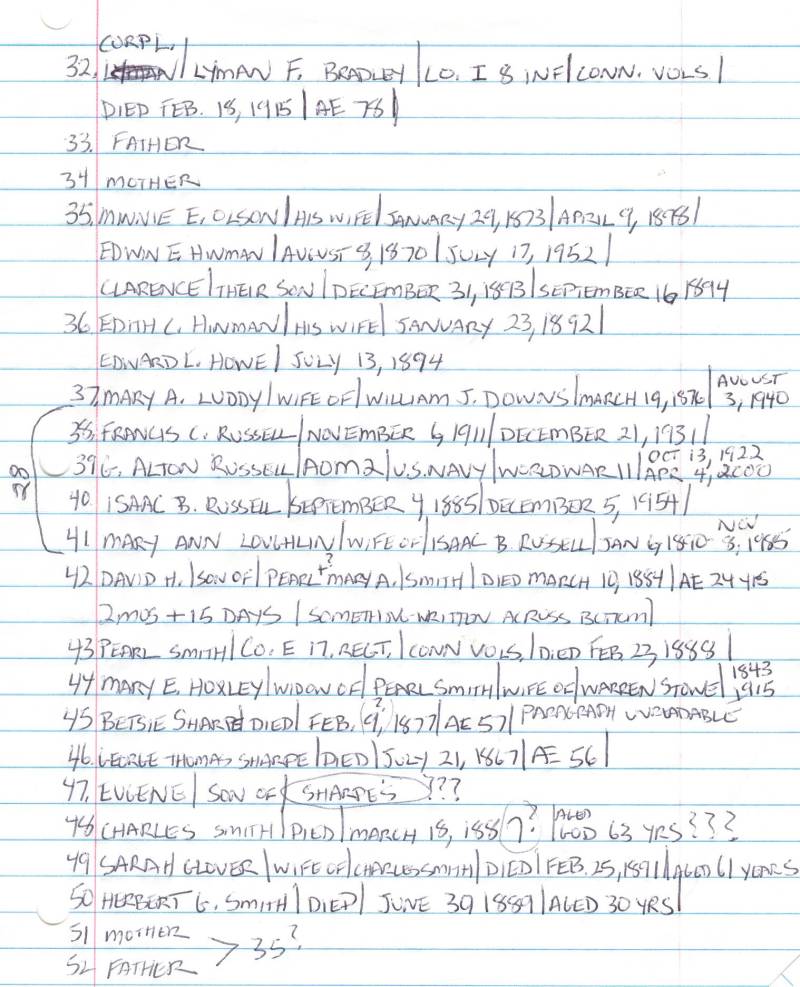 CORPL.
32. LYMAN / LYMAN F. BRADLEY | CO. I 8 INF | CONN. VOLS. |
DIED FEB. 18, 1915 | AE 78 |
33. FATHER
34 MOTHER
35. MINNIE E. OLSON | HIS WIFE | JANUARY 29, 1873 | APRIL 9, 1898 |
EDWIN E. HINMAN | AUGUST 8, 1870 | JULY 17, 1952 |
CLARENCE | THEIR SON | DECEMBER 31, 1893 | SEPTEMBER 16, 1894
36. EDITH C. HINMAN | HIS WIFE | JANUARY 23, 1892 |
EDWARD L. HOWE | JULY 13, 1894
37. MARY A. LUDDY | WIFE OF | WILLIAM J. DOWNS | MARCH 19, 1876 | AUGUST 3, 1940
38. FRANCIS C. RUSSELL | NOVEMBER 6, 1911 | DECEMBER 21, 1931 |
28
39 G. ALTON RUSSELL | AOM2 | U.S. NAVY | WORLD WAR II | OCT 13, 1922 APR 4, 2000
40. ISAAC B. RUSSELL | SEPTEMBER 4, 1885 | DECEMBER 5, 1954 |
41 MARY ANN LOUGHLIN | WIFE OF | ISAAC B. RUSSELL | JAN 6, 1890 - NOV 8, 1985
42 DAVID H. | SON OF | PEARL +? MARY A. | SMITH | DIED MARCH 10, 1884 | AE 24 YRS
2 MOS + 15 DAYS [SOMETHING WRITTEN ACROSS BOTTOM]
43 PEARL SMITH | CO. E 17. REGT. | CONN VOLS. | DIED FEB 23, 1888 |
44 MARY E. HOXLEY | WIDOW OF | PEARL SMITH | WIFE OF | WARREN STOWE | 1843 1915
45 BETSIE SHARPE DIED | FEB. (9,?) 1877 | AE 57 | PARAGRAPH UNREADABLE
46. GEORGE THOMAS SHARPE | DIED | JULY 21, 1867 | AE 56 |
47. EUGENE | SON OF (SHARPE'S) ???
48 CHARLES SMITH | DIED | MARCH 18, 188(7?) | AGED GOD 63 YRS ???
49 SARAH GLOVER | WIFE OF | CHARLES SMITH | DIED | FEB. 25, 1891 | AGED 61 YEARS
50 HERBERT G. SMITH | DIED | JUNE 30 1889 | AGED 30 YRS |
51 MOTHER
> 35?
52 FATHER